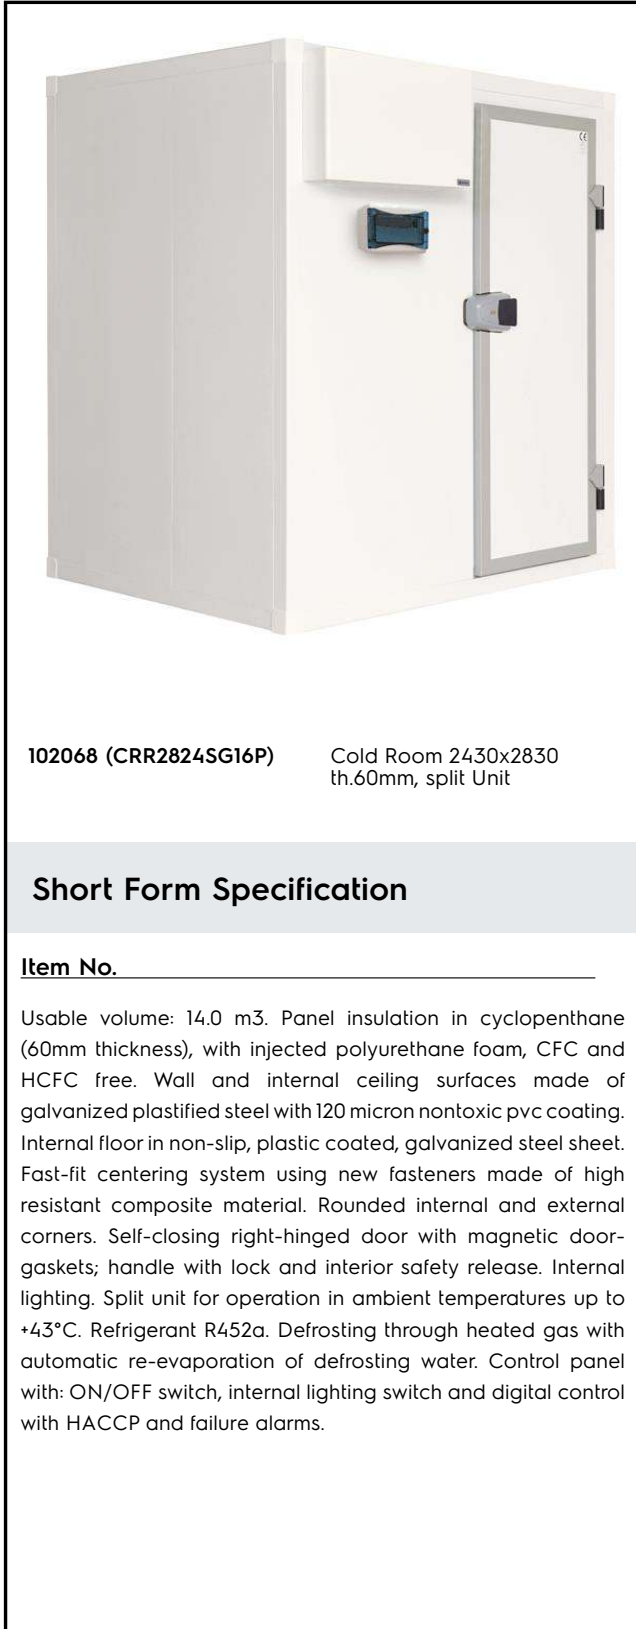 CE
102068 (CRR2824SG16P)
Cold Room 2430x2830
th.60mm, split Unit
Short Form Specification
Item No.
Usable volume: 14.0 m3. Panel insulation in cyclopenthane
(60mm thickness), with injected polyurethane foam, CFC and
HCFC free. Wall and internal ceiling surfaces made of
galvanized plastified steel with 120 micron nontoxic pvc coating.
Internal floor in non-slip, plastic coated, galvanized steel sheet.
Fast-fit centering system using new fasteners made of high
resistant composite material. Rounded internal and external
corners. Self-closing right-hinged door with magnetic door-
gaskets; handle with lock and interior safety release. Internal
lighting. Split unit for operation in ambient temperatures up to
+43°C. Refrigerant R452a. Defrosting through heated gas with
automatic re-evaporation of defrosting water. Control panel
with: ON/OFF switch, internal lighting switch and digital control
with HACCP and failure alarms.